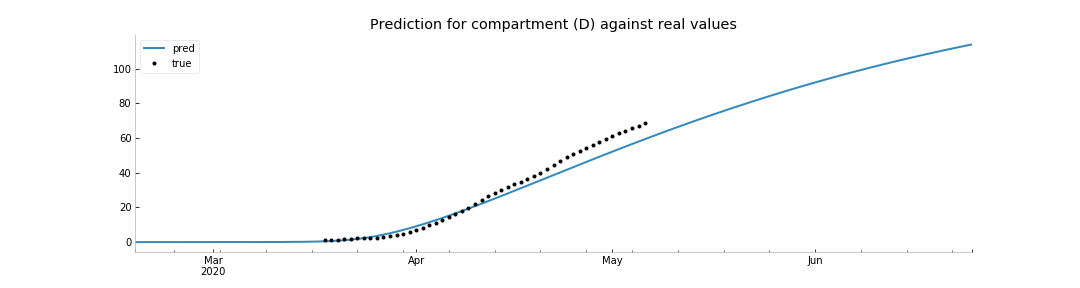 Prediction for compartment (D) against real values
pred
true
100
80
60
40
20
0
Mar
2020
Apr
May
Jun